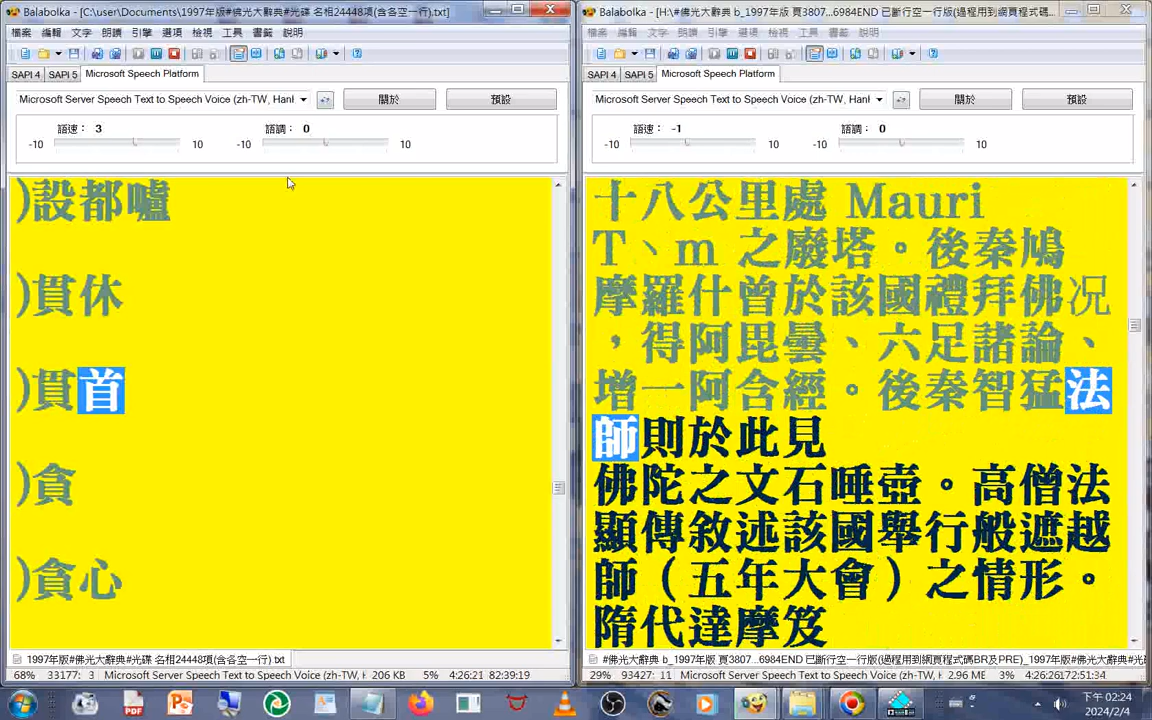 Balabolka - [C:\user\Documents\1997年版#佛光大辭典#光碟 名相24448項(含各空一行).txt]
檔案 編輯 文字 朗讀 引擎 選項 檢視 工具 書籤 說明
SAPI 4 SAPI 5 Microsoft Speech Platform
Microsoft Server Speech Text to Speech Voice (zh-TW, Hanl 關於 預設
語速： 3 語調： 0
-10 10 -10 10
)設都嚧
)貫休
)貫首
)貪
)貪心
1997年版#佛光大辭典#光碟 名相24448項(含各空一行).txt
68% 33177: 3 Microsoft Server Speech Text to Speech Voice (zh-TW, H 206 KB 5% 4:26:21 82:39:19
Balabolka - [H:\#佛光大辭典 b_1997年版 頁3807...6984END 已斷行空一行版(過程用到網頁程式碼...
檔案 編輯 文字 朗讀 引擎 選項 檢視 工具 書籤 說明
SAPI 4 SAPI 5 Microsoft Speech Platform
Microsoft Server Speech Text to Speech Voice (zh-TW, Hanl 關於 預設
語速： -1 語調： 0
-10 10 -10 10
十八公里處 Mauri
T、m 之廢塔。後秦鳩
摩羅什曾於該國禮拜佛況
，得阿毘曇、六足諸論、
增一阿含經。後秦智猛法
師則於此見
佛陀之文石唾壺。高僧法
顯傳敘述該國舉行般遮越
師（五年大會）之情形。
隋代達摩笈
#佛光大辭典 b_1997年版 頁3807...6984END 已斷行空一行版(過程用到網頁程式碼BR及PRE)_1997年版#佛光
29% 93427: 11 Microsoft Server Speech Text to Speech Voice (zh-TW, H 2.96 ME 3% 4:26:26 172:51:34
下午 02:24
2024/2/4